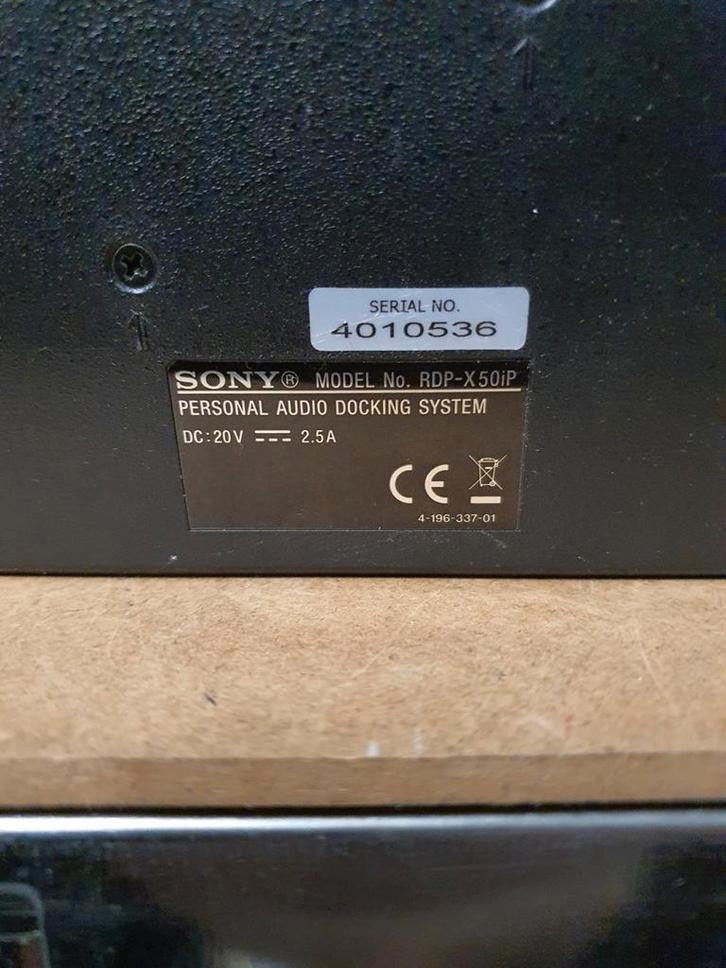 SERIAL NO.
4010536
SONY® MODEL No. RDP-X50iP
PERSONAL AUDIO DOCKING SYSTEM
DC:20V ⎓ 2.5A
CE
4-196-337-01